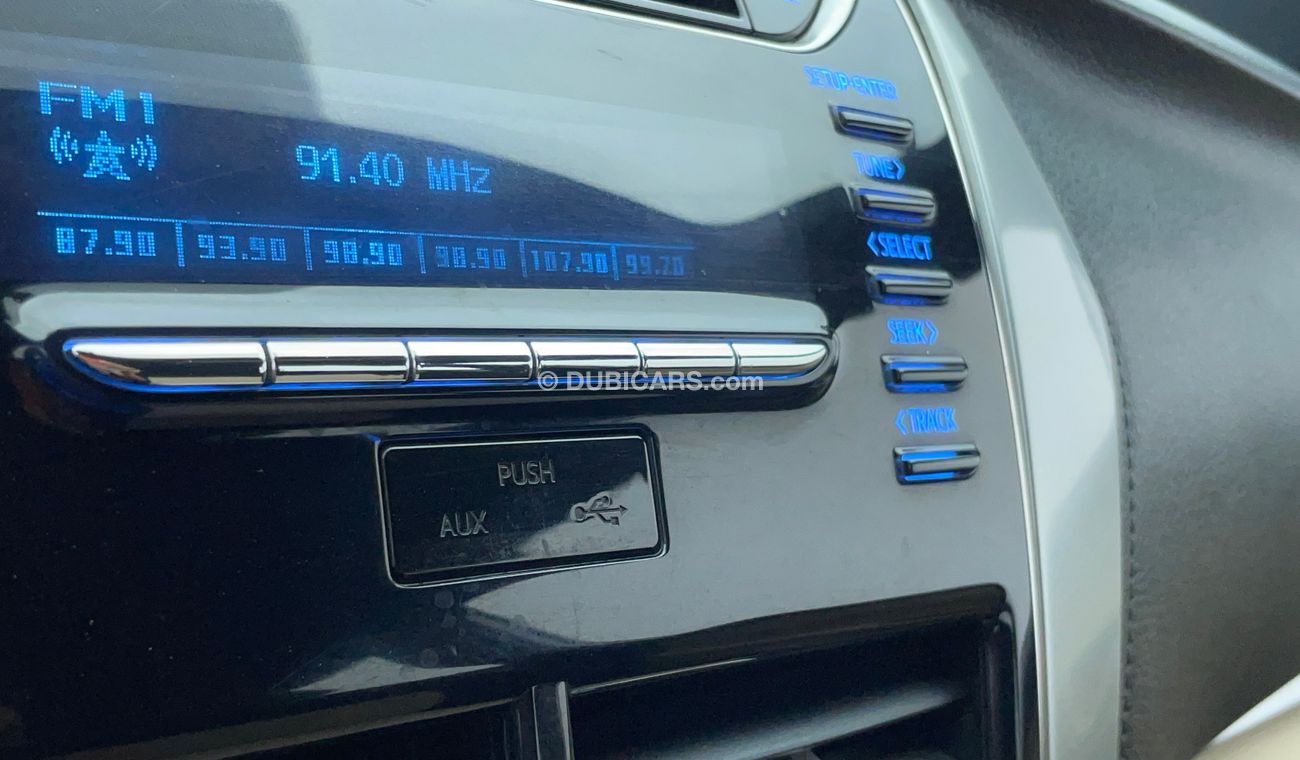 FM1
91.40 MHz
87.90 93.90 98.90 98.90 107.90 99.20
SETUP·ENTER
TUNE>
<SELECT
SEEK>
<TRACK
© DUBICARS.com
PUSH
AUX